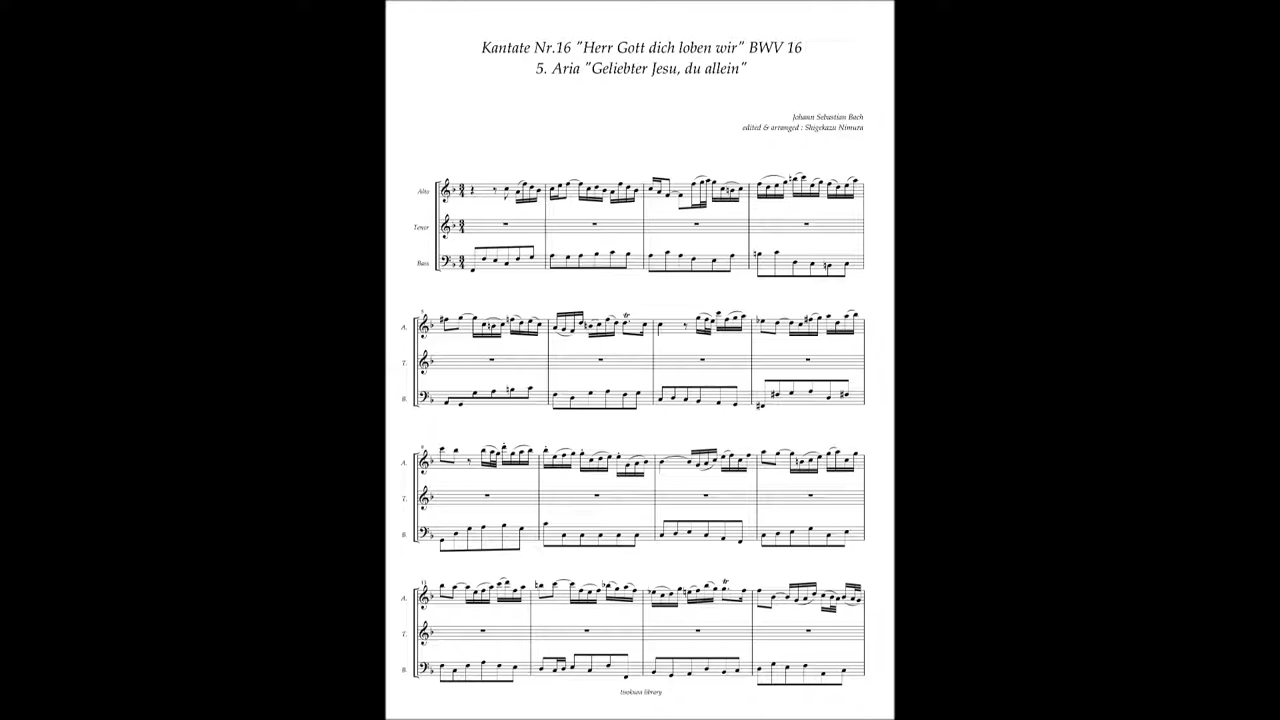 Kantate Nr.16 "Herr Gott dich loben wir" BWV 16
5. Aria "Geliebter Jesu, du allein"
Johann Sebastian Bach
edited & arranged : Shigekazu Nimura
Alto
Tenor
Bass
A.
T.
B.
A.
T.
B.
A.
T.
B.